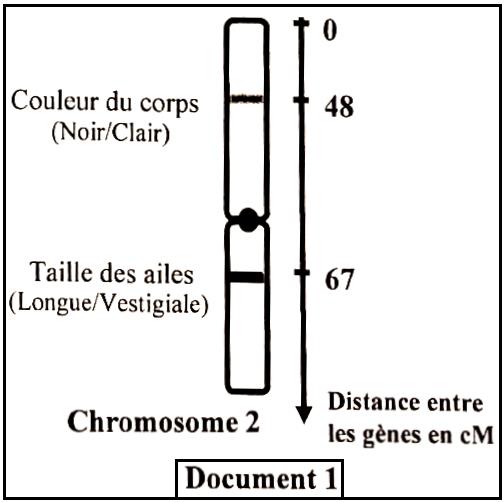 0
Couleur du corps
(Noir/Clair)
48
Taille des ailes
(Longue/Vestigiale)
67
Chromosome 2
Distance entre
les gènes en cM
Document 1